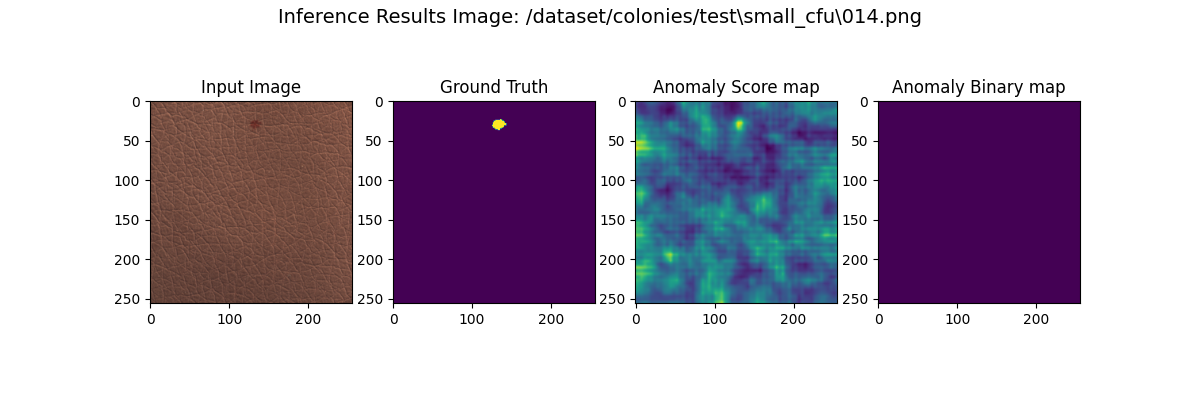 Inference Results Image: /dataset/colonies/test\small_cfu\014.png
Input Image
Ground Truth
Anomaly Score map
Anomaly Binary map
0
50
100
150
200
250
0 100 200
0
50
100
150
200
250
0 100 200
0
50
100
150
200
250
0 100 200
0
50
100
150
200
250
0 100 200